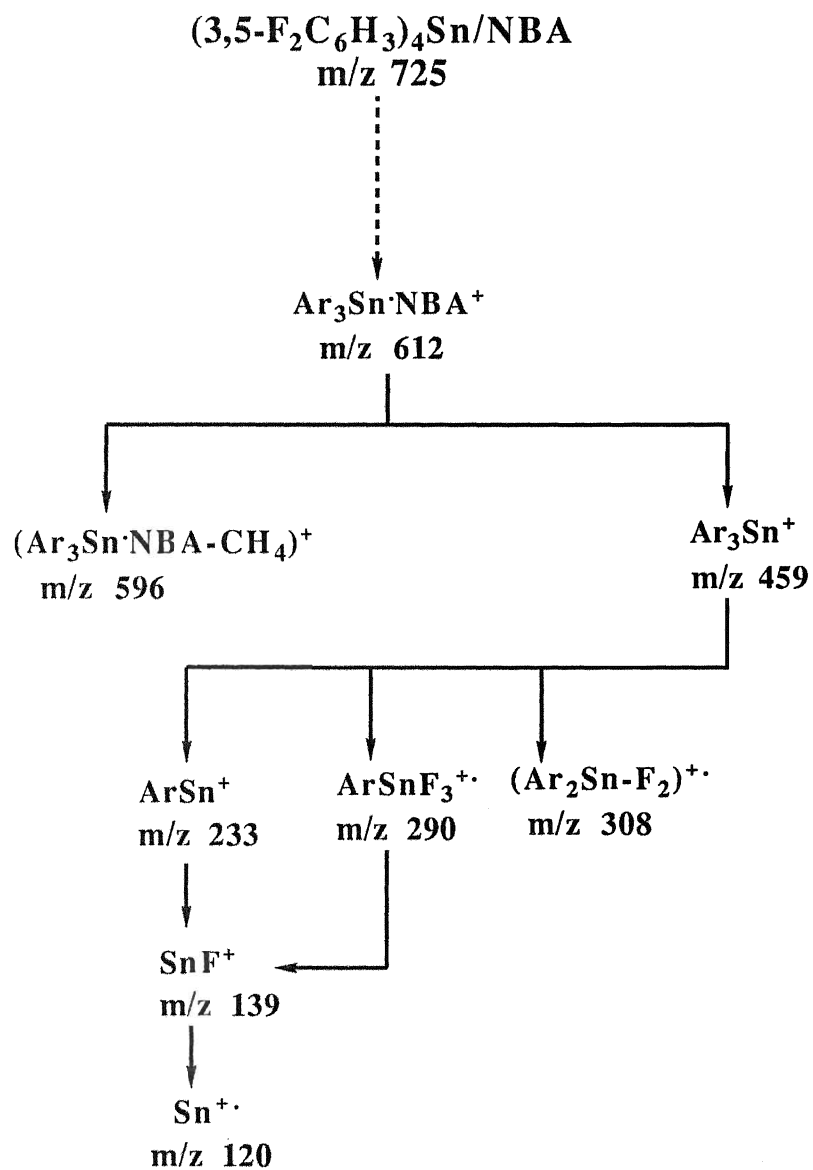 (3,5-F₂C₆H₃)₄Sn/NBA
m/z 725
Ar₃Sn·NBA⁺
m/z 612
(Ar₃Sn·NBA-CH₄)⁺
m/z 596
Ar₃Sn⁺
m/z 459
ArSn⁺
m/z 233
ArSnF₃⁺·
m/z 290
(Ar₂Sn-F₂)⁺·
m/z 308
SnF⁺
m/z 139
Sn⁺·
m/z 120